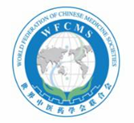 WORLD FEDERATION OF CHINESE MEDICINE SOCIETIES
WFCMS
世界中医药学会联合会